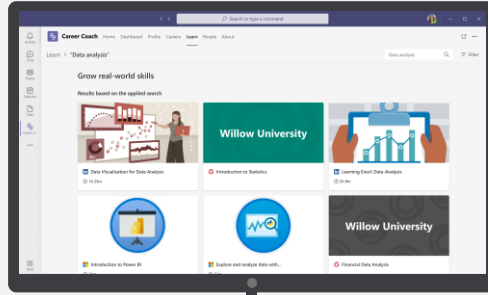 Search or type a command
Career Coach Home Dashboard Profile Careers Learn People About
Learn > "Data analysis"
Data analysis
Filter
Grow real-world skills
Results based on the applied search
Willow University
Data Visualization for Data Analysis
Introduction to Statistics
Learning Excel: Data Analysis
Willow University
Introduction to Power BI
Explore and analyze data with...
Financial Data Analysis